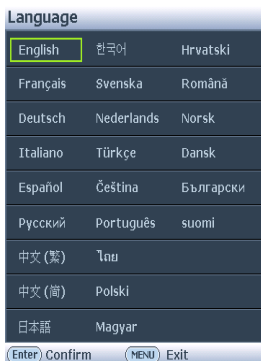 Language
English 한국어 Hrvatski
Français Svenska Română
Deutsch Nederlands Norsk
Italiano Türkçe Dansk
Español Čeština Български
Русский Português suomi
中文 (繁) ไทย
中文 (简) Polski
日本語 Magyar
Enter Confirm MENU Exit